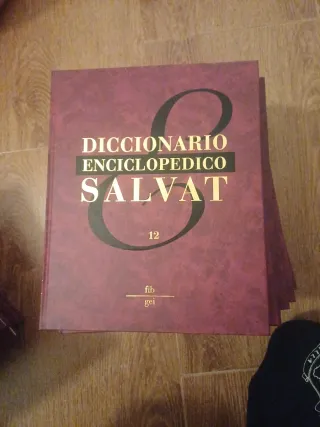 DICCIONARIO
ENCICLOPEDICO
SALVAT
12
fib
gei